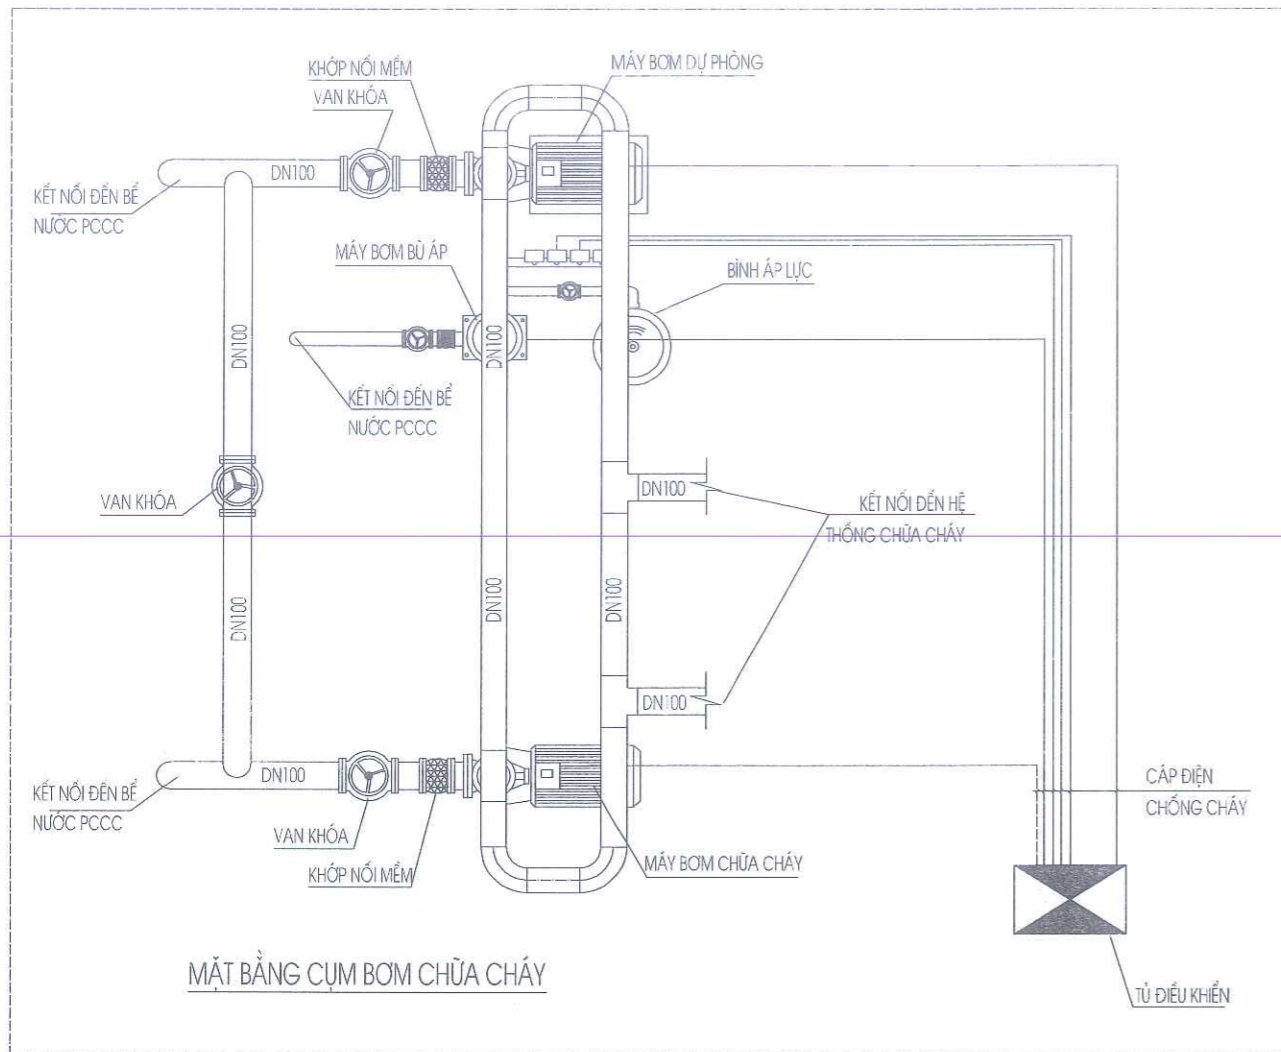 KHỚP NỐI MỀM
VAN KHÓA
MÁY BƠM DỰ PHÒNG
DN100
KẾT NỐI ĐẾN BỂ
NƯỚC PCCC
MÁY BƠM BÙ ÁP
BÌNH ÁP LỰC
DN100
DN100
KẾT NỐI ĐẾN BỂ
NƯỚC PCCC
VAN KHÓA
DN100
KẾT NỐI ĐẾN HỆ
THỐNG CHỮA CHÁY
DN100
DN100
DN100
DN100
DN100
KẾT NỐI ĐẾN BỂ
NƯỚC PCCC
VAN KHÓA
KHỚP NỐI MỀM
MÁY BƠM CHỮA CHÁY
CÁP ĐIỆN
CHỐNG CHÁY
MẶT BẰNG CỤM BƠM CHỮA CHÁY
TỦ ĐIỀU KHIỂN